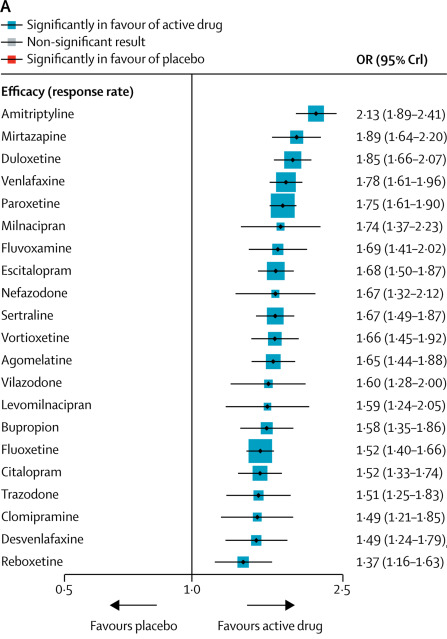 A
Significantly in favour of active drug
Non-significant result
Significantly in favour of placebo
OR (95% CrI)
Efficacy (response rate)
Amitriptyline 2·13 (1·89–2·41)
Mirtazapine 1·89 (1·64–2·20)
Duloxetine 1·85 (1·66–2·07)
Venlafaxine 1·78 (1·61–1·96)
Paroxetine 1·75 (1·61–1·90)
Milnacipran 1·74 (1·37–2·23)
Fluvoxamine 1·69 (1·41–2·02)
Escitalopram 1·68 (1·50–1·87)
Nefazodone 1·67 (1·32–2·12)
Sertraline 1·67 (1·49–1·87)
Vortioxetine 1·66 (1·45–1·92)
Agomelatine 1·65 (1·44–1·88)
Vilazodone 1·60 (1·28–2·00)
Levomilnacipran 1·59 (1·24–2·05)
Bupropion 1·58 (1·35–1·86)
Fluoxetine 1·52 (1·40–1·66)
Citalopram 1·52 (1·33–1·74)
Trazodone 1·51 (1·25–1·83)
Clomipramine 1·49 (1·21–1·85)
Desvenlafaxine 1·49 (1·24–1·79)
Reboxetine 1·37 (1·16–1·63)
0·5 1·0 2·5
Favours placebo Favours active drug